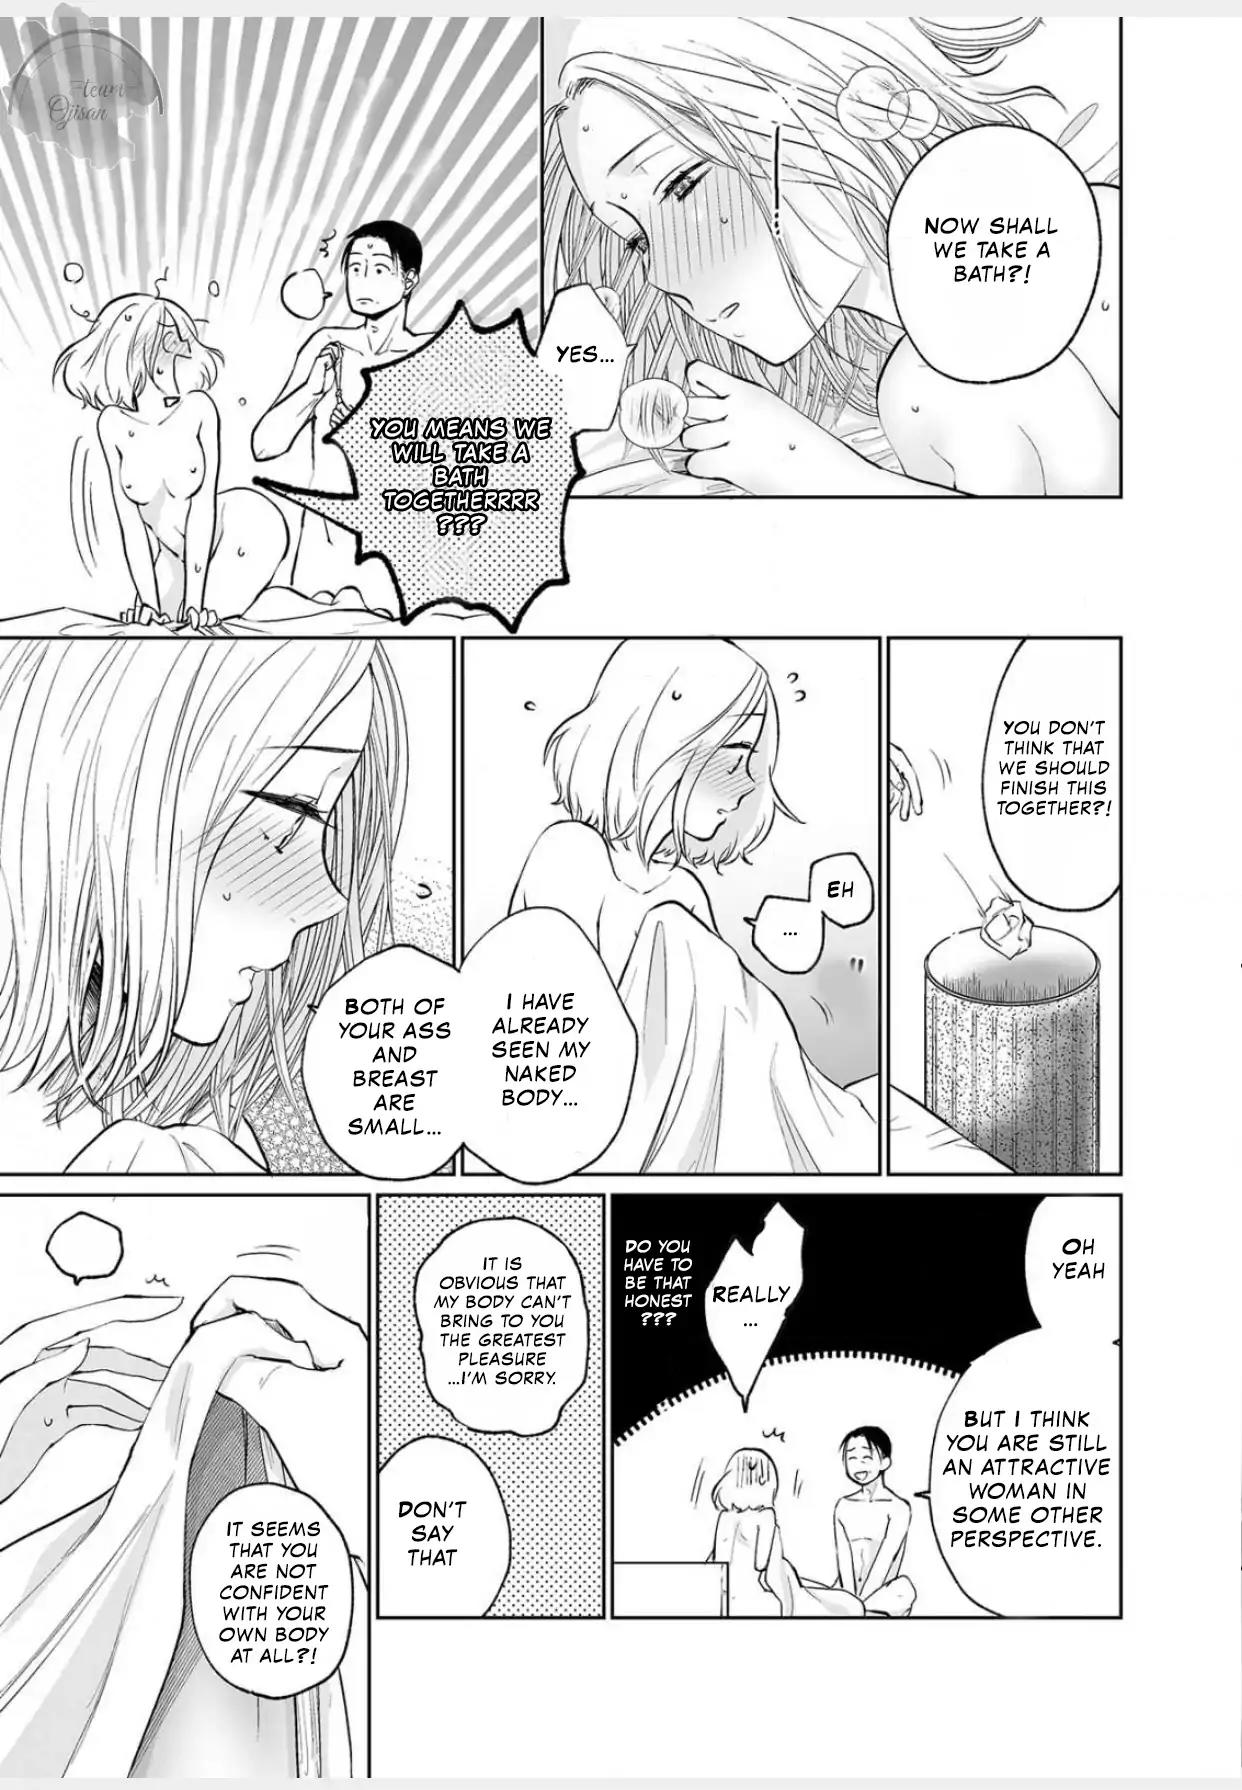 NOW SHALL
WE TAKE A
BATH?!
YES...
YOU MEANS WE
WILL TAKE A
BATH
TOGETHERRRR
???
-team-
Ojisan
YOU DON'T
THINK THAT
WE SHOULD
FINISH THIS
TOGETHER?!
EH
...
I HAVE
ALREADY
SEEN MY
NAKED
BODY...
BOTH OF
YOUR ASS
AND
BREAST
ARE
SMALL...
OH
YEAH
BUT I THINK
YOU ARE STILL
AN ATTRACTIVE
WOMAN IN
SOME OTHER
PERSPECTIVE.
REALLY
...
DO YOU
HAVE TO
BE THAT
HONEST
???
IT IS
OBVIOUS THAT
MY BODY CAN'T
BRING TO YOU
THE GREATEST
PLEASURE
...I'M SORRY.
DON'T
SAY
THAT
IT SEEMS
THAT YOU
ARE NOT
CONFIDENT
WITH YOUR
OWN BODY
AT ALL?!